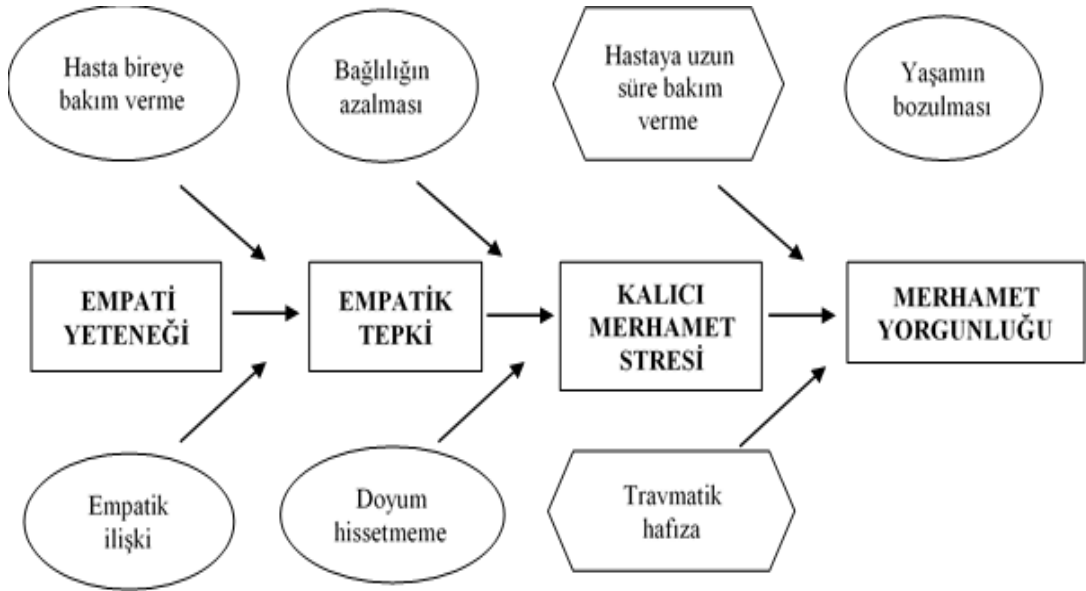 Hasta bireye
bakım verme
Bağlılığın
azalması
Hastaya uzun
süre bakım
verme
Yaşamın
bozulması
EMPATİ
YETENEĞİ
EMPATİK
TEPKİ
KALICI
MERHAMET
STRESİ
MERHAMET
YORGUNLUĞU
Empatik
ilişki
Doyum
hissetmeme
Travmatik
hafıza